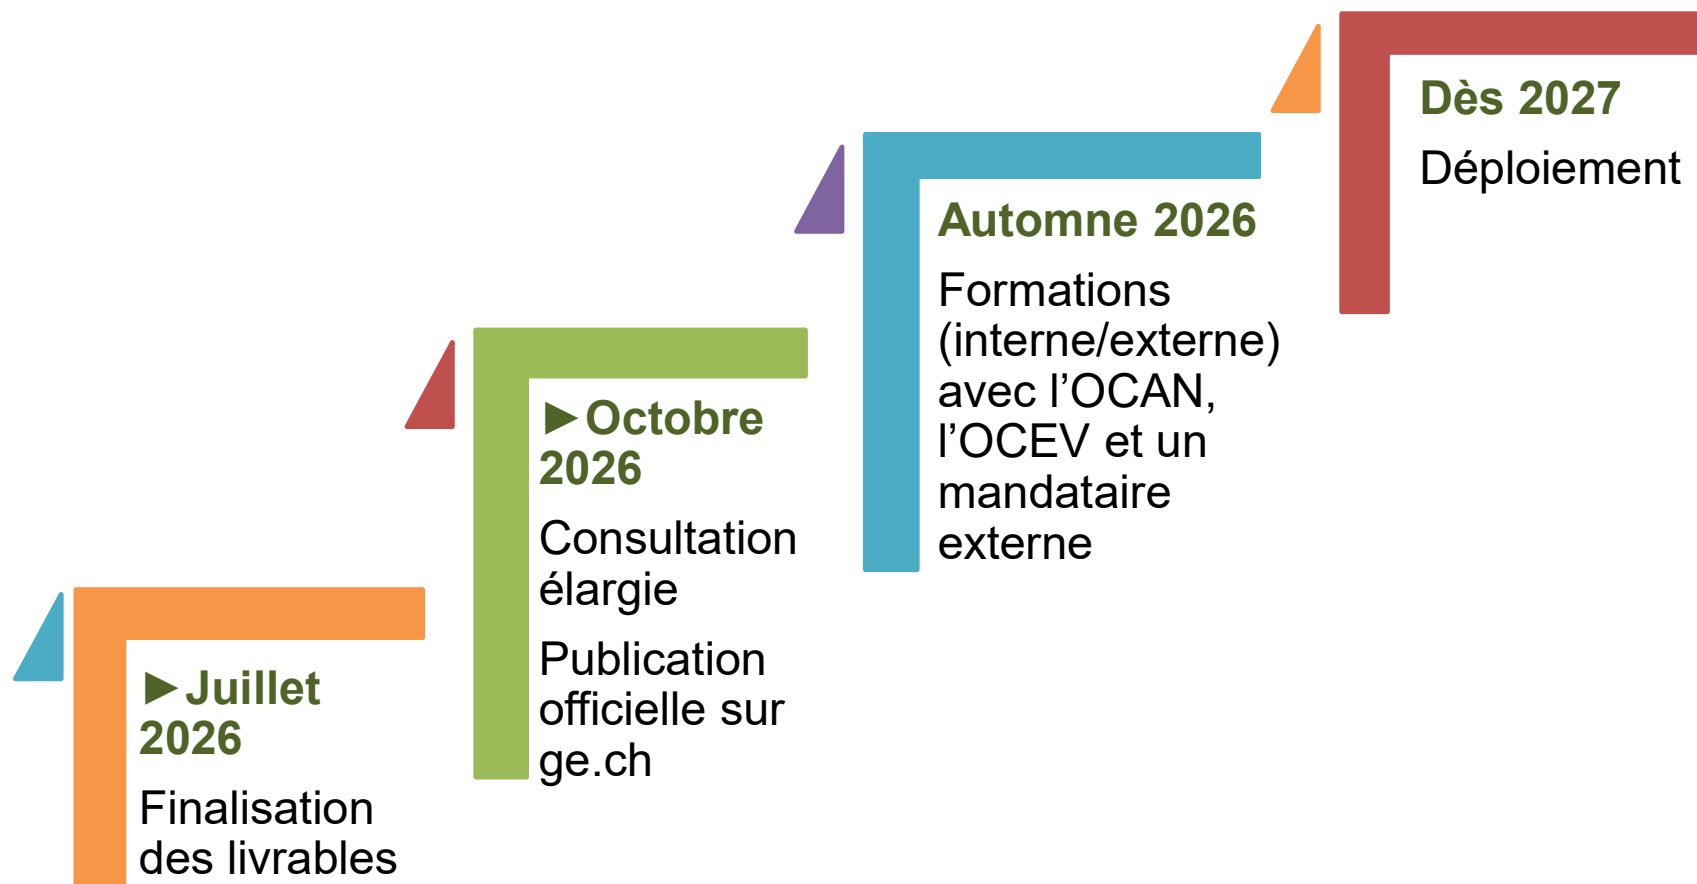 ►Juillet
2026
Finalisation
des livrables
►Octobre
2026
Consultation
élargie
Publication
officielle sur
ge.ch
Automne 2026
Formations
(interne/externe)
avec l’OCAN,
l’OCEV et un
mandataire
externe
Dès 2027
Déploiement